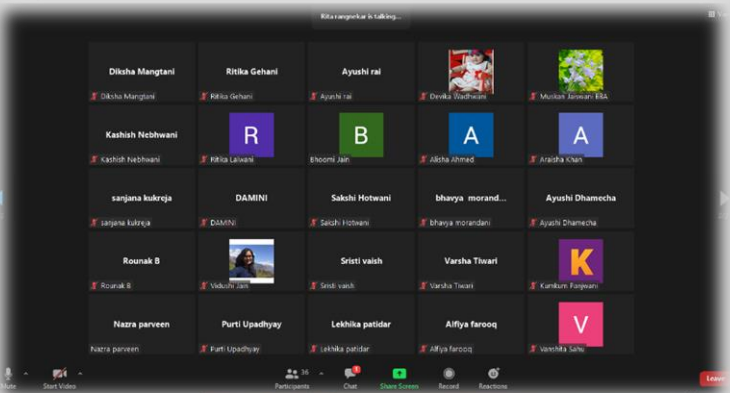 Rita rangnekar is talking...
Diksha Mangtani
Ritika Gehani
Ayushi rai
Diksha Mangtani
Ritika Gehani
Ayushi rai
Devika Wadhwani
Muskan Jaiswani BBA
Kashish Nebhwani
R
B
A
A
Kashish Nebhwani
Ritika Lalwani
Bhoomi Jain
Alisha Ahmed
Araisha Khan
sanjana kukreja
DAMINI
Sakshi Hotwani
bhavya morand...
Ayushi Dhamecha
sanjana kukreja
DAMINI
Sakshi Hotwani
bhavya morandani
Ayushi Dhamecha
Rounak B
Sristi vaish
Varsha Tiwari
K
Rounak B
Vidushi Jain
Sristi vaish
Varsha Tiwari
Kumkum Panjwani
Nazra parveen
Purti Upadhyay
Lekhika patidar
Alfiya farooq
V
Nazra parveen
Purti Upadhyay
Lekhika patidar
Alfiya farooq
Vanshita Sahu
Mute
Start Video
36
Participants
Chat
Share Screen
Record
Reactions
Leave